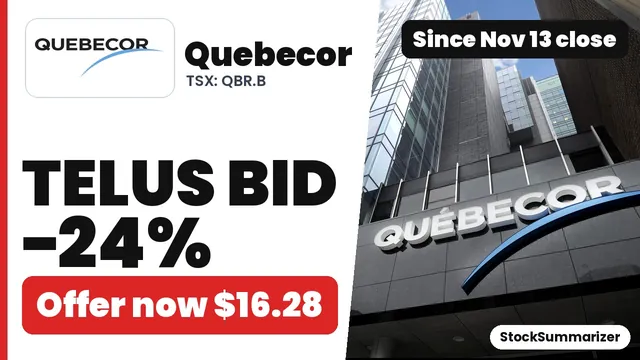 QUEBECOR
Quebecor
TSX: QBR.B
Since Nov 13 close
TELUS BID
-24%
Offer now $16.28
QUÉBECOR
StockSummarizer